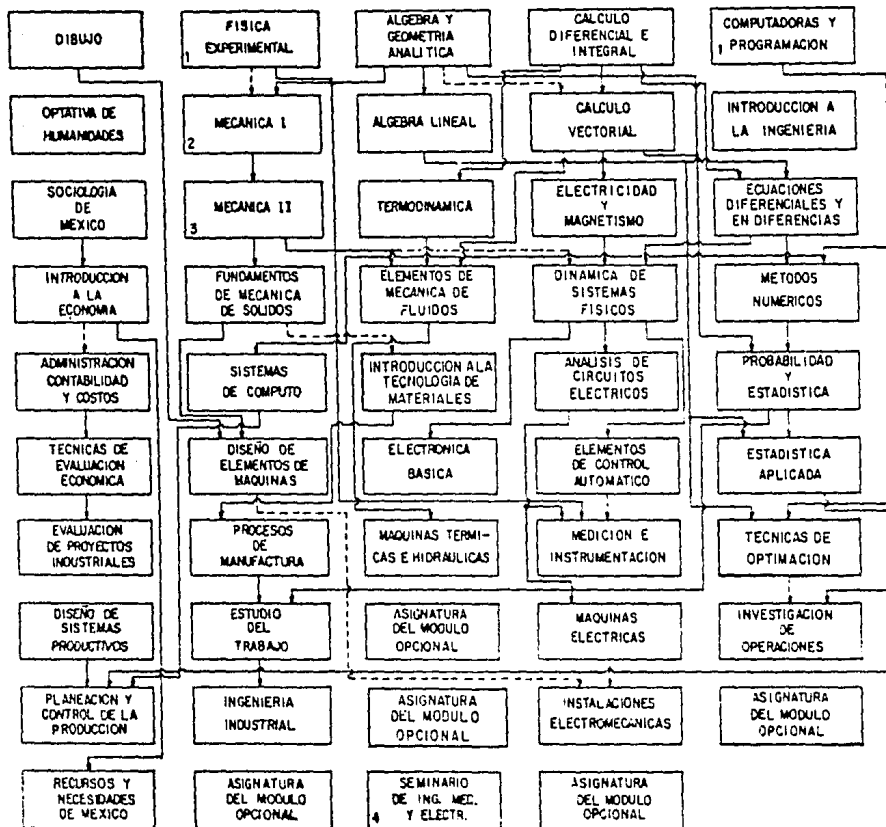 DIBUJO
FISICA
EXPERIMENTAL
1
ALGEBRA Y
GEOMETRIA
ANALITICA
CALCULO
DIFERENCIAL E
INTEGRAL
COMPUTADORAS Y
PROGRAMACION
1
OPTATIVA DE
HUMANIDADES
MECANICA I
2
ALGEBRA LINEAL
CALCULO
VECTORIAL
INTRODUCCION A
LA INGENIERIA
SOCIOLOGIA
DE
MEXICO
MECANICA II
3
TERMODINAMICA
ELECTRICIDAD
Y
MAGNETISMO
ECUACIONES
DIFERENCIALES Y
EN DIFERENCIAS
INTRODUCCION
A LA
ECONOMIA
FUNDAMENTOS
DE MECANICA
DE SOLIDOS
ELEMENTOS DE
MECANICA DE
FLUIDOS
DINAMICA DE
SISTEMAS
FISICOS
METODOS
NUMERICOS
ADMINISTRACION
CONTABILIDAD
Y COSTOS
SISTEMAS
DE COMPUTO
INTRODUCCION A LA
TECNOLOGIA DE
MATERIALES
ANALISIS DE
CIRCUITOS
ELECTRICOS
PROBABILIDAD
Y
ESTADISTICA
TECNICAS DE
EVALUACION
ECONOMICA
DISEÑO DE
ELEMENTOS DE
MAQUINAS
ELECTRONICA
BASICA
ELEMENTOS
DE CONTROL
AUTOMATICO
ESTADISTICA
APLICADA
EVALUACION
DE PROYECTOS
INDUSTRIALES
PROCESOS
DE
MANUFACTURA
MAQUINAS TERMI-
CAS E HIDRAULICAS
MEDICION E
INSTRUMENTACION
TECNICAS DE
OPTIMACION
DISEÑO DE
SISTEMAS
PRODUCTIVOS
ESTUDIO
DEL
TRABAJO
ASIGNATURA
DEL MODULO
OPCIONAL
MAQUINAS
ELECTRICAS
INVESTIGACION
DE
OPERACIONES
PLANEACION Y
CONTROL DE LA
PRODUCCION
INGENIERIA
INDUSTRIAL
ASIGNATURA
DEL MODULO
OPCIONAL
INSTALACIONES
ELECTROMECANICAS
ASIGNATURA
DEL MODULO
OPCIONAL
RECURSOS Y
NECESIDADES
DE MEXICO
ASIGNATURA
DEL MODULO
OPCIONAL
SEMINARIO
DE ING. MEC.
Y ELECTR.
4
ASIGNATURA
DEL MODULO
OPCIONAL